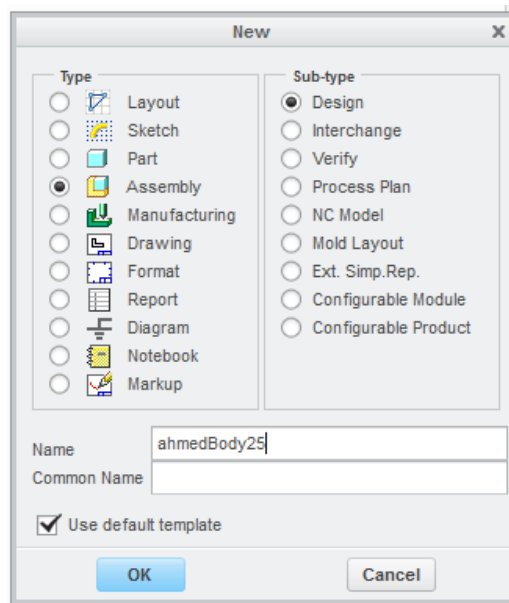 New
X
Type
Layout
Sketch
Part
Assembly
Manufacturing
Drawing
Format
Report
Diagram
Notebook
Markup
Sub-type
Design
Interchange
Verify
Process Plan
NC Model
Mold Layout
Ext. Simp.Rep.
Configurable Module
Configurable Product
Name ahmedBody25
Common Name
Use default template
OK Cancel